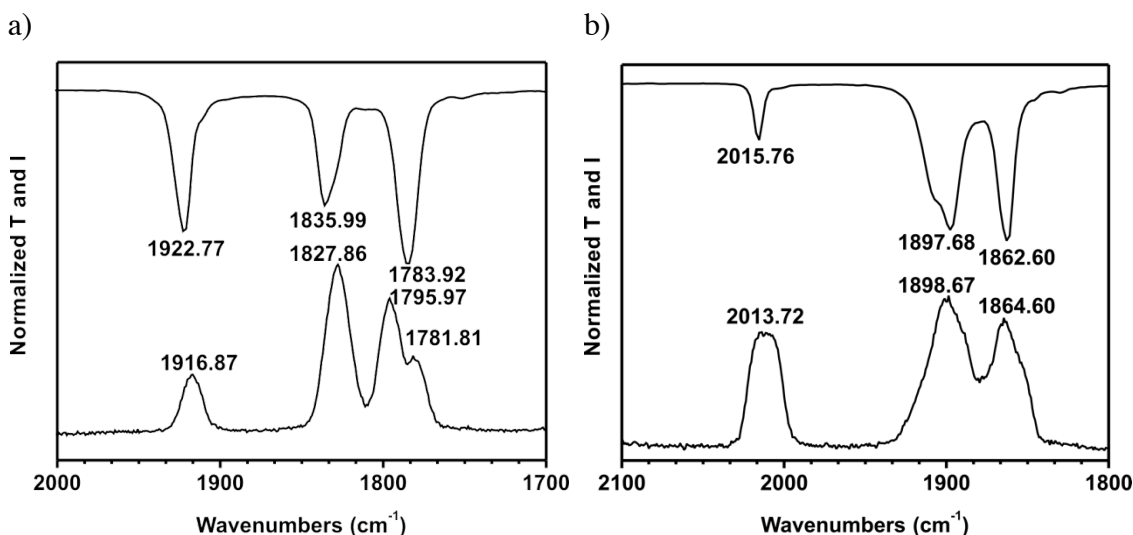 a)
Normalized T and I
1922.77
1835.99
1827.86
1783.92
1795.97
1781.81
1916.87
2000 1900 1800 1700
Wavenumbers (cm⁻¹)
b)
Normalized T and I
2015.76
1897.68
1862.60
1898.67
1864.60
2013.72
2100 2000 1900 1800
Wavenumbers (cm⁻¹)